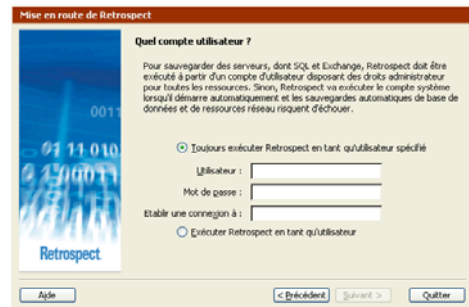 Mise en route de Retrospect
Quel compte utilisateur ?
Pour sauvegarder des serveurs, dont SQL et Exchange, Retrospect doit être
exécuté à partir d'un compte d'utilisateur disposant des droits administrateur
pour toutes les ressources. Sinon, Retrospect va exécuter le compte système
lorsqu'il démarre automatiquement et les sauvegardes automatiques de base de
données et de ressources réseau risquent d'échouer.
Toujours exécuter Retrospect en tant qu'utilisateur spécifié
Utilisateur :
Mot de passe :
Etablir une connexion à :
Exécuter Retrospect en tant qu'utilisateur
0011
01 11 010
Retrospect
Aide
< Précédent
Suivant >
Quitter